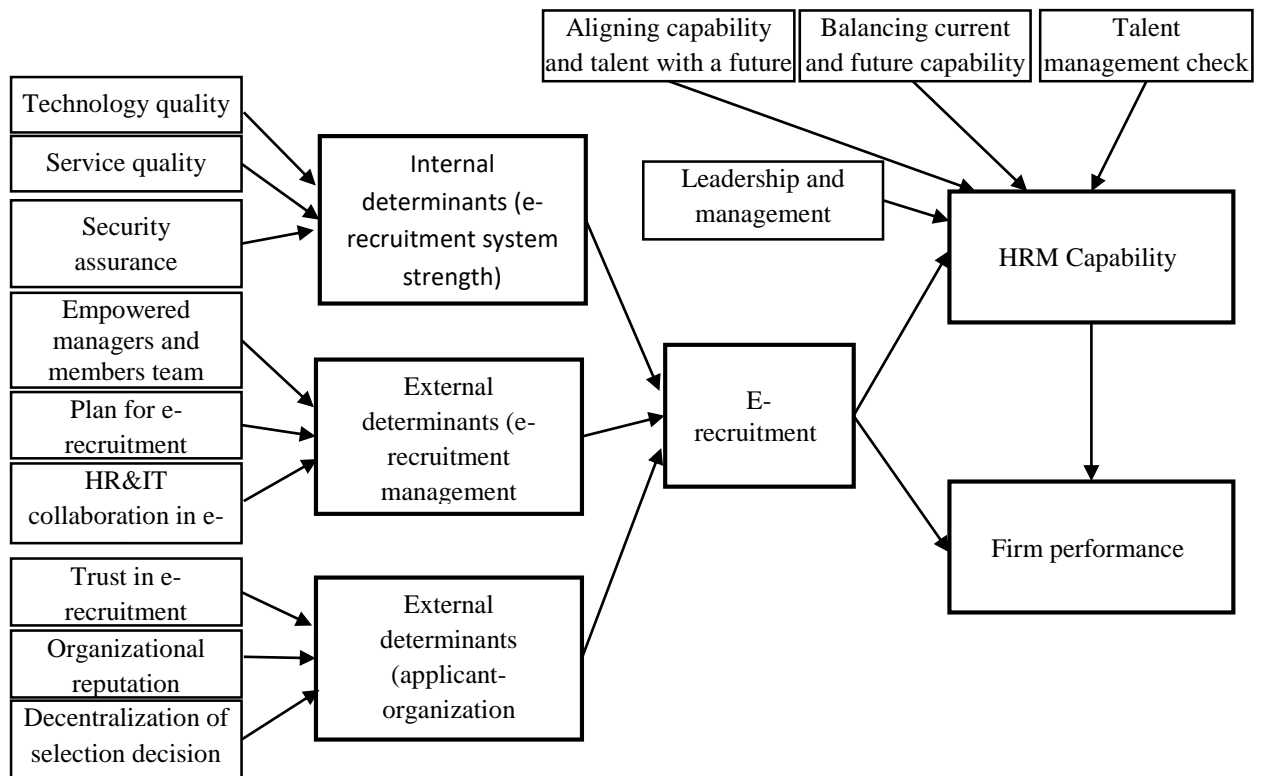 Aligning capability
and talent with a future
Balancing current
and future capability
Talent
management check
Technology quality
Service quality
Security
assurance
Empowered
managers and
members team
Plan for e-
recruitment
HR&IT
collaboration in e-
Trust in e-
recruitment
Organizational
reputation
Decentralization of
selection decision
Internal
determinants (e-
recruitment system
strength)
External
determinants (e-
recruitment
management
External
determinants
(applicant-
organization
E-
recruitment
Leadership and
management
HRM Capability
Firm performance